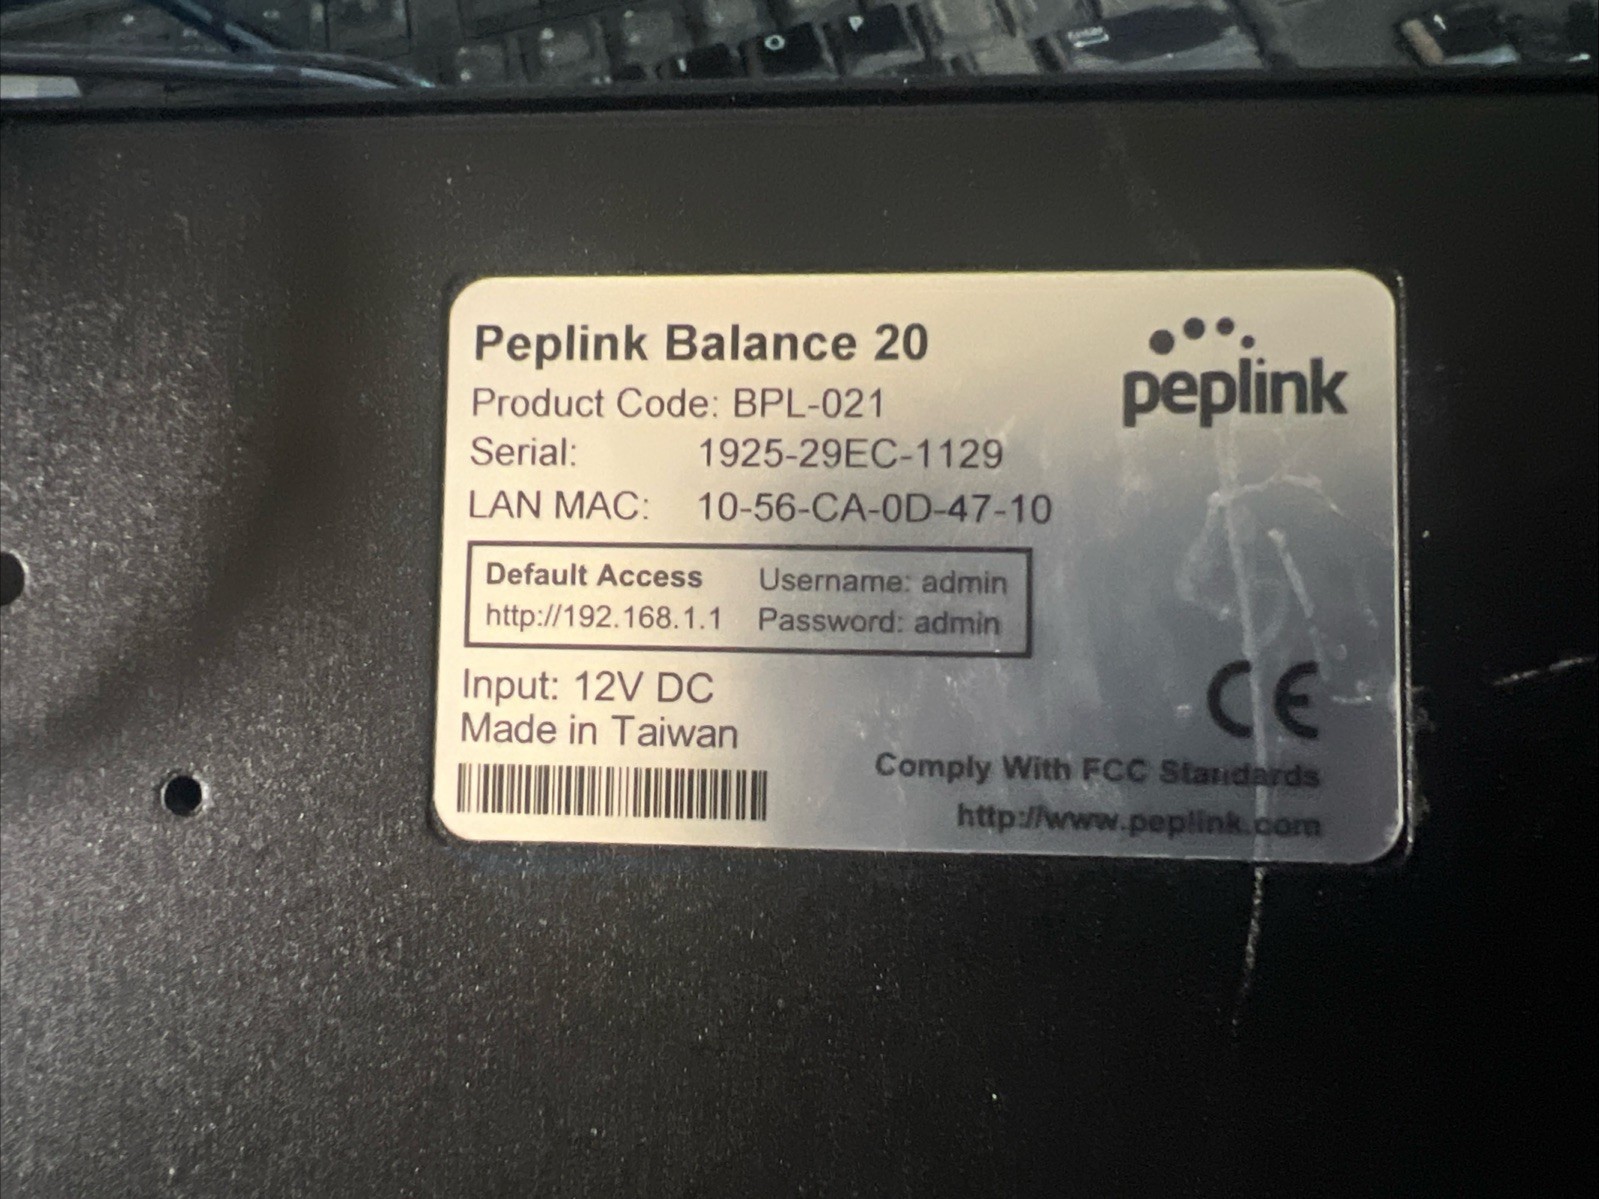 Peplink Balance 20
peplink
Product Code: BPL-021
Serial: 1925-29EC-1129
LAN MAC: 10-56-CA-0D-47-10
Default Access Username: admin
http://192.168.1.1 Password: admin
Input: 12V DC
Made in Taiwan
CE
Comply With FCC Standards
http://www.peplink.com
O
P
Enter